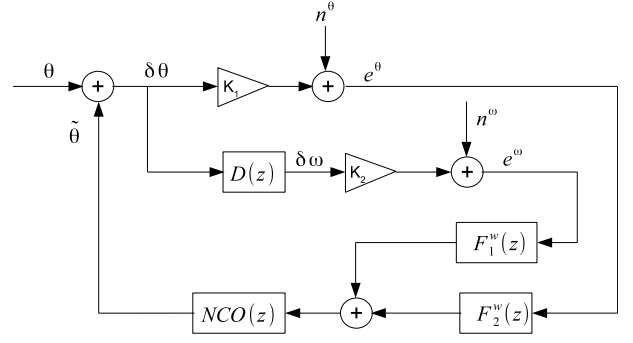 n^θ
θ
+
δθ
K₁
+
e^θ
θ̃
n^ω
D(z)
δω
K₂
+
e^ω
F₁^w(z)
NCO(z)
+
F₂^w(z)